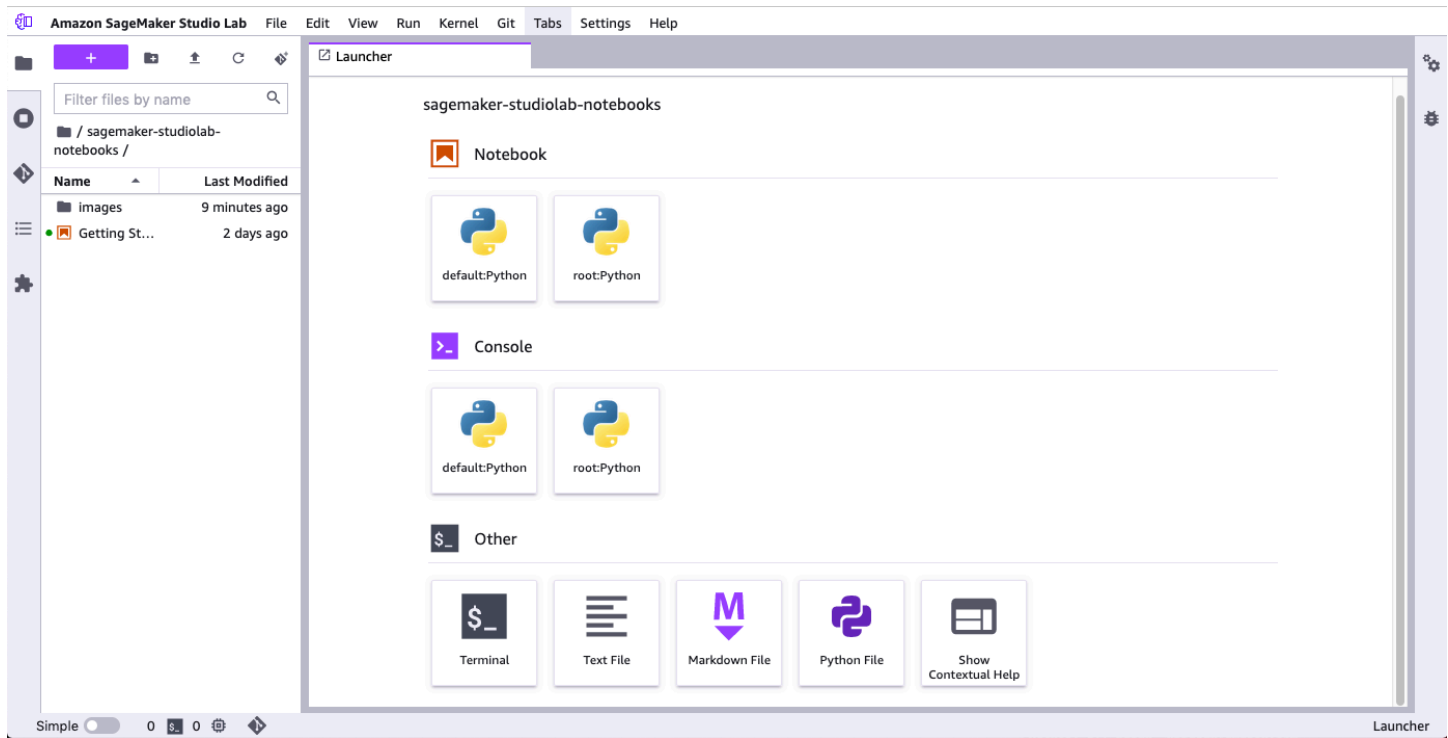 Amazon SageMaker Studio Lab File Edit View Run Kernel Git Tabs Settings Help
+
Filter files by name
/ sagemaker-studiolab-
notebooks /
Name Last Modified
images 9 minutes ago
Getting St... 2 days ago
Launcher
sagemaker-studiolab-notebooks
Notebook
default:Python root:Python
>_ Console
default:Python root:Python
$_ Other
$_ M
Terminal Text File Markdown File Python File Show
Contextual Help
Simple 0 $_ 0 Launcher